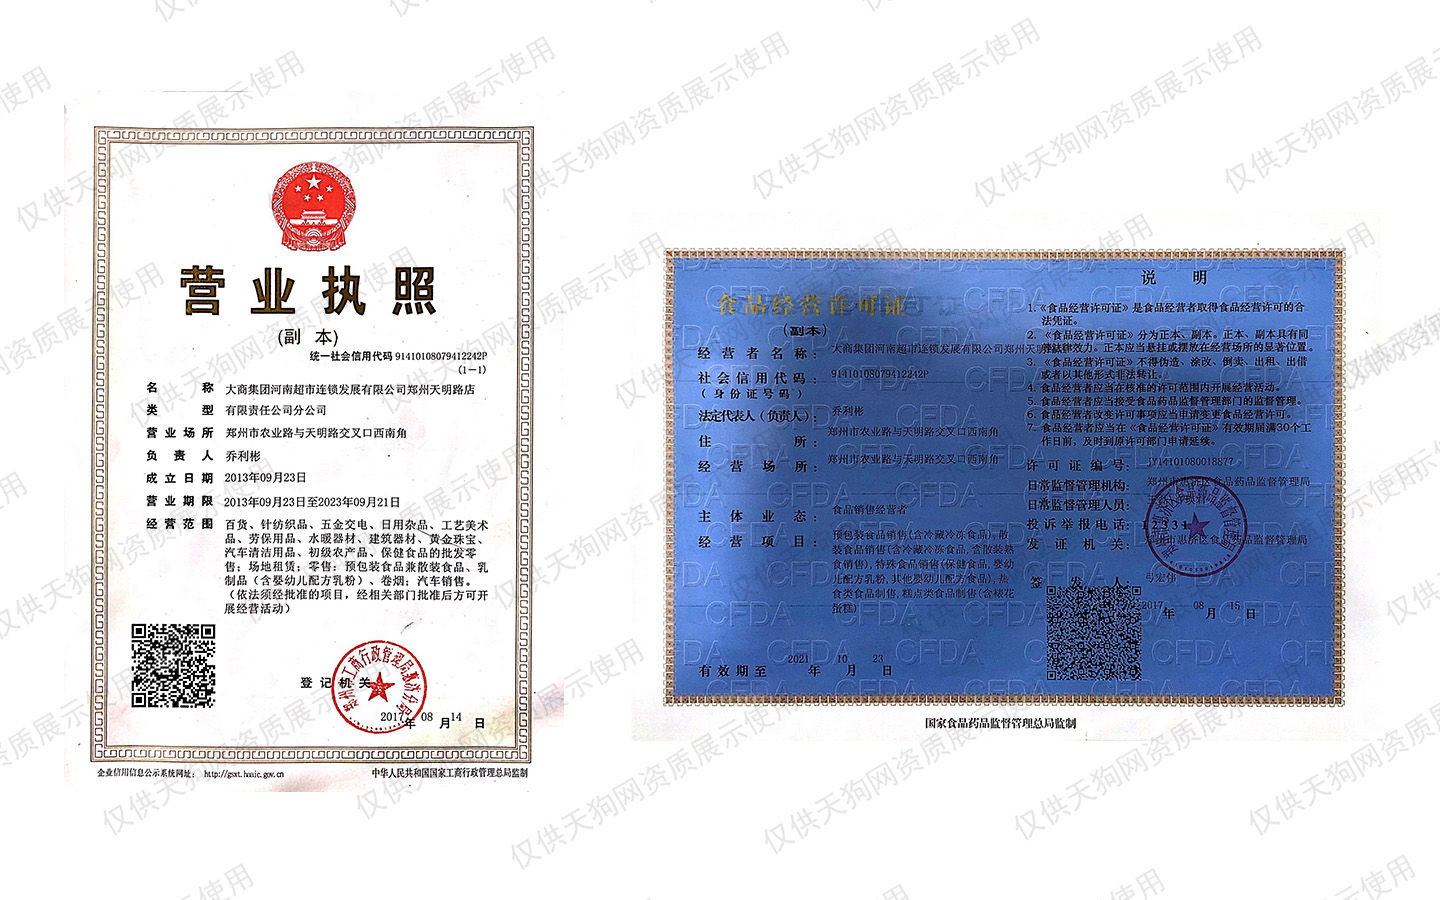 营业执照
(副 本)
统一社会信用代码 91410108079412242P
(1-1)
名 称 大商集团河南超市连锁发展有限公司郑州天明路店
类 型 有限责任公司分公司
营业场所 郑州市农业路与天明路交叉口西南角
负 责 人 乔利彬
成立日期 2013年09月23日
营业期限 2013年09月23日至2023年09月21日
经营范围 百货、针纺织品、五金交电、日用杂品、工艺美术
品、劳保用品、水暖器材、建筑器材、黄金珠宝、
汽车清洁用品、初级农产品、保健食品的批发零
售；场地租赁；零售：预包装食品兼散装食品、乳
制品（含婴幼儿配方乳粉）、卷烟；汽车销售。
（依法须经批准的项目，经相关部门批准后方可开
展经营活动）
登记机关
2017年 08月14日
企业信用信息公示系统网址：
中华人民共和国国家工商行政管理总局监制
食品经营许可证
(副本)
经营者名称：大商集团河南超市连锁发展有限公司郑州天明路店
社会信用代码：91410108079412242P
(身份证号码)
法定代表人(负责人)：乔利彬
住 所：郑州市农业路与天明路交叉口西南角
经营场所：郑州市农业路与天明路交叉口西南角
主体业态：食品销售经营者
经营项目：预包装食品销售(含冷藏冷冻食品),散
装食品销售(含冷藏冷冻食品,含散装熟
食销售),特殊食品销售(保健食品,婴幼
儿配方乳粉,其他婴幼儿配方食品),热
食类食品制售,糕点类食品制售(含裱花
蛋糕)
有效期至 2021年 10月 23日
说 明
1.《食品经营许可证》是食品经营者取得食品经营许可的合
法凭证。
2.《食品经营许可证》分为正本、副本。正本、副本具有同
等法律效力。正本应当悬挂或摆放在经营场所的显著位置。
3.《食品经营许可证》不得伪造、涂改、倒卖、出租、出借
或者以其他形式非法转让。
4. 食品经营者应当在核准的许可范围内开展经营活动。
5. 食品经营者应当接受食品药品监督管理部门的监督管理。
6. 食品经营者改变许可事项应当申请变更食品经营许可。
7. 食品经营者应当在《食品经营许可证》有效期届满30个工
作日前，及时到原许可部门申请延续。
许可证编号：JY14101080018877
日常监督管理机构：郑州市惠济区食品药品监督管理局
日常监督管理人员：
投诉举报电话：12331
发证机关：郑州市惠济区食品药品监督管理局
签 发 人：彭宏伟
2017年 08月 15日
国家食品药品监督管理总局监制
仅供天狗网资质展示使用